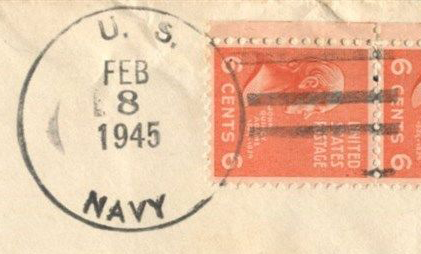 U. S.
FEB
8
1945
NAVY
6 CENTS 6
UNITED
STATES
POSTAGE
6 CENTS 6